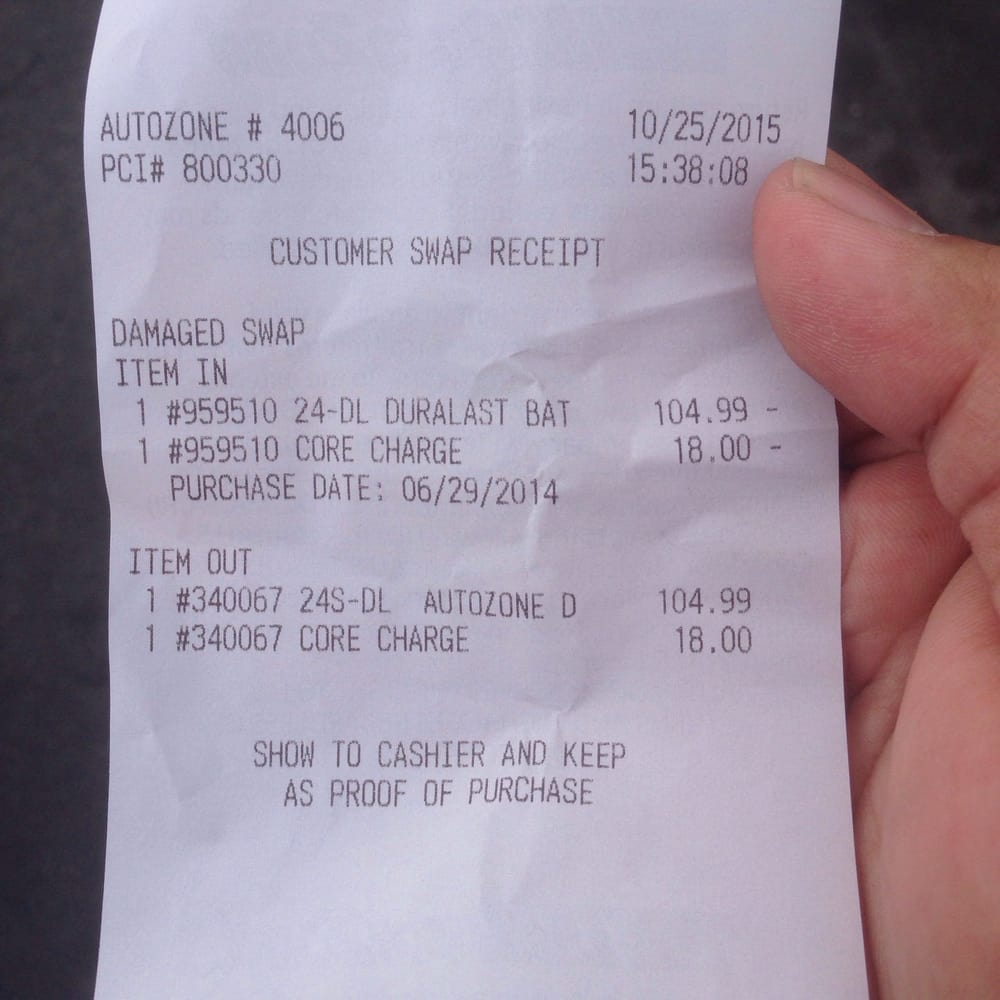 AUTOZONE # 4006 10/25/2015
PCI# 800330 15:38:08
CUSTOMER SWAP RECEIPT
DAMAGED SWAP
ITEM IN
1 #959510 24-DL DURALAST BAT 104.99 -
1 #959510 CORE CHARGE 18.00 -
PURCHASE DATE: 06/29/2014
ITEM OUT
1 #340067 24S-DL AUTOZONE D 104.99
1 #340067 CORE CHARGE 18.00
SHOW TO CASHIER AND KEEP
AS PROOF OF PURCHASE